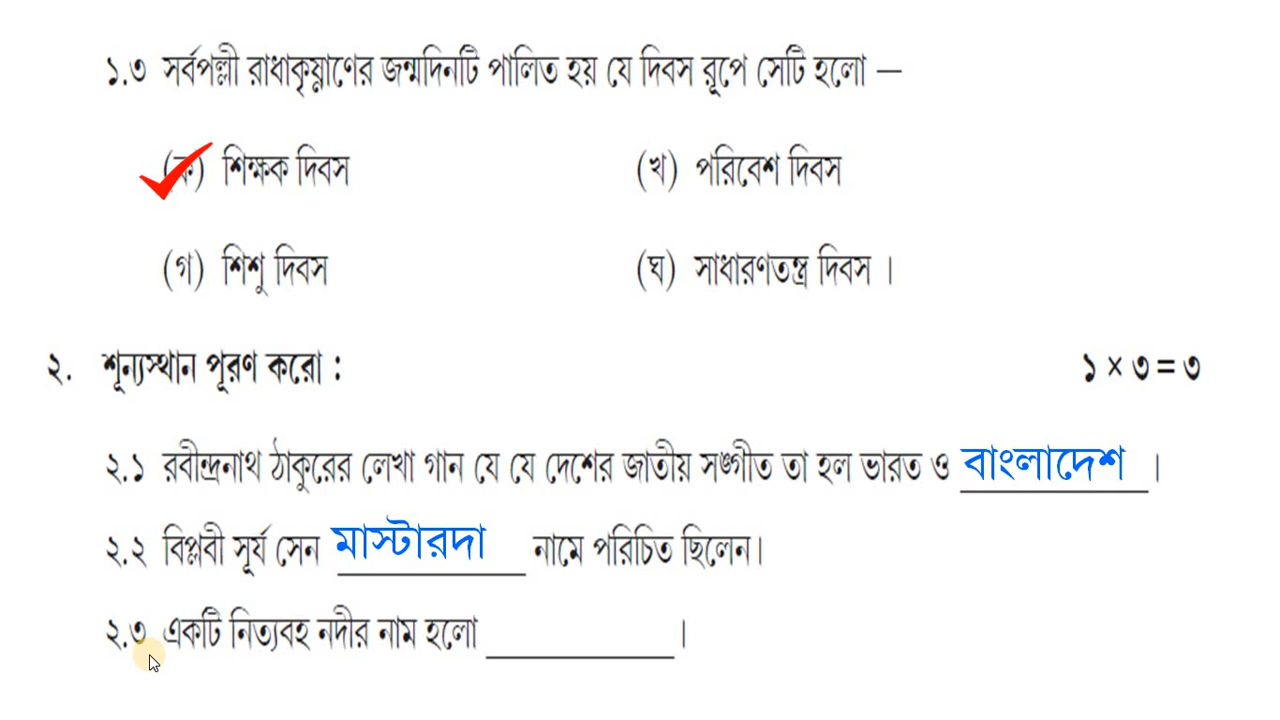 ১.৩ সর্বপল্লী রাধাকৃষ্ণাণের জন্মদিনটি পালিত হয় যে দিবস রূপে সেটি হলো —
(ক) শিক্ষক দিবস (খ) পরিবেশ দিবস
(গ) শিশু দিবস (ঘ) সাধারণতন্ত্র দিবস ।
২. শূন্যস্থান পূরণ করো : ১ × ৩ = ৩
২.১ রবীন্দ্রনাথ ঠাকুরের লেখা গান যে যে দেশের জাতীয় সঙ্গীত তা হল ভারত ও বাংলাদেশ ।
২.২ বিপ্লবী সূর্য সেন মাস্টারদা নামে পরিচিত ছিলেন।
২.৩ একটি নিত্যবহ নদীর নাম হলো ____________ ।